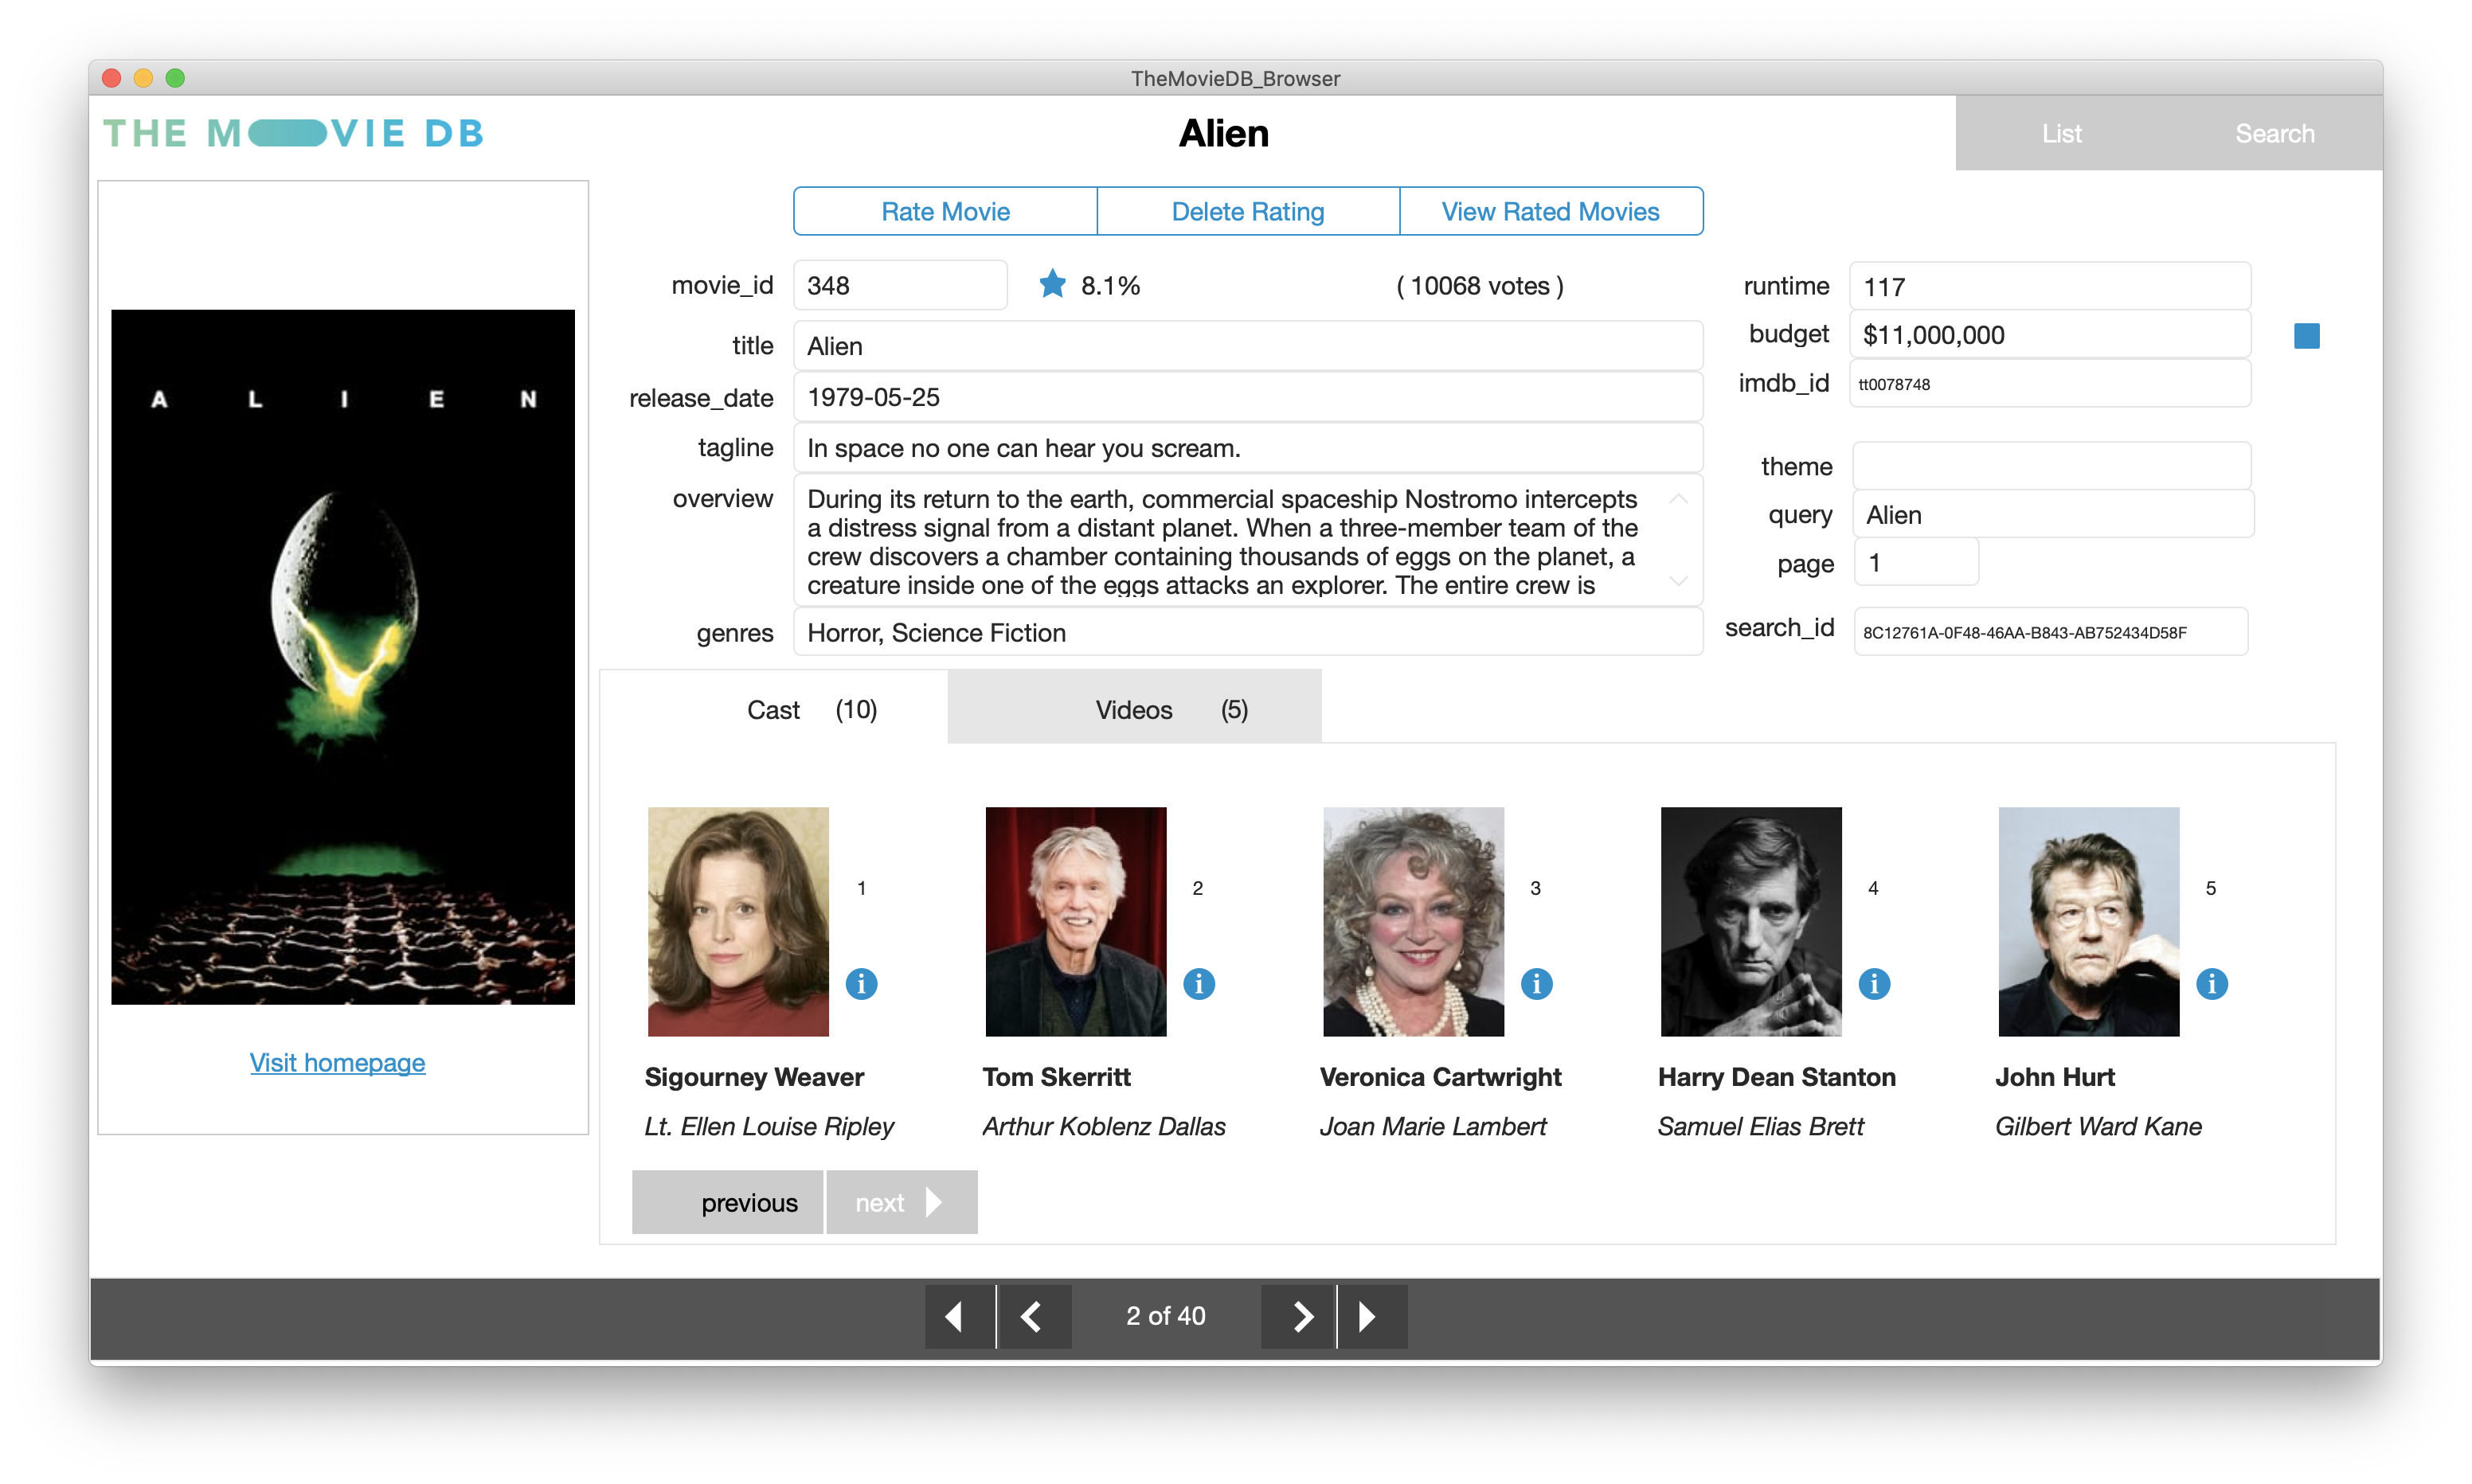 TheMovieDB_Browser
THE MOVIE DB
Alien
List
Search
Rate Movie
Delete Rating
View Rated Movies
movie_id
348
8.1%
( 10068 votes )
title
Alien
release_date
1979-05-25
tagline
In space no one can hear you scream.
overview
During its return to the earth, commercial spaceship Nostromo intercepts
a distress signal from a distant planet. When a three-member team of the
crew discovers a chamber containing thousands of eggs on the planet, a
creature inside one of the eggs attacks an explorer. The entire crew is
genres
Horror, Science Fiction
runtime
117
budget
$11,000,000
imdb_id
tt0078748
theme
query
Alien
page
1
search_id
8C12761A-0F48-46AA-B843-AB752434D58F
A L I E N
Visit homepage
Cast (10)
Videos (5)
1
i
Sigourney Weaver
Lt. Ellen Louise Ripley
2
i
Tom Skerritt
Arthur Koblenz Dallas
3
i
Veronica Cartwright
Joan Marie Lambert
4
i
Harry Dean Stanton
Samuel Elias Brett
5
i
John Hurt
Gilbert Ward Kane
previous
next
2 of 40